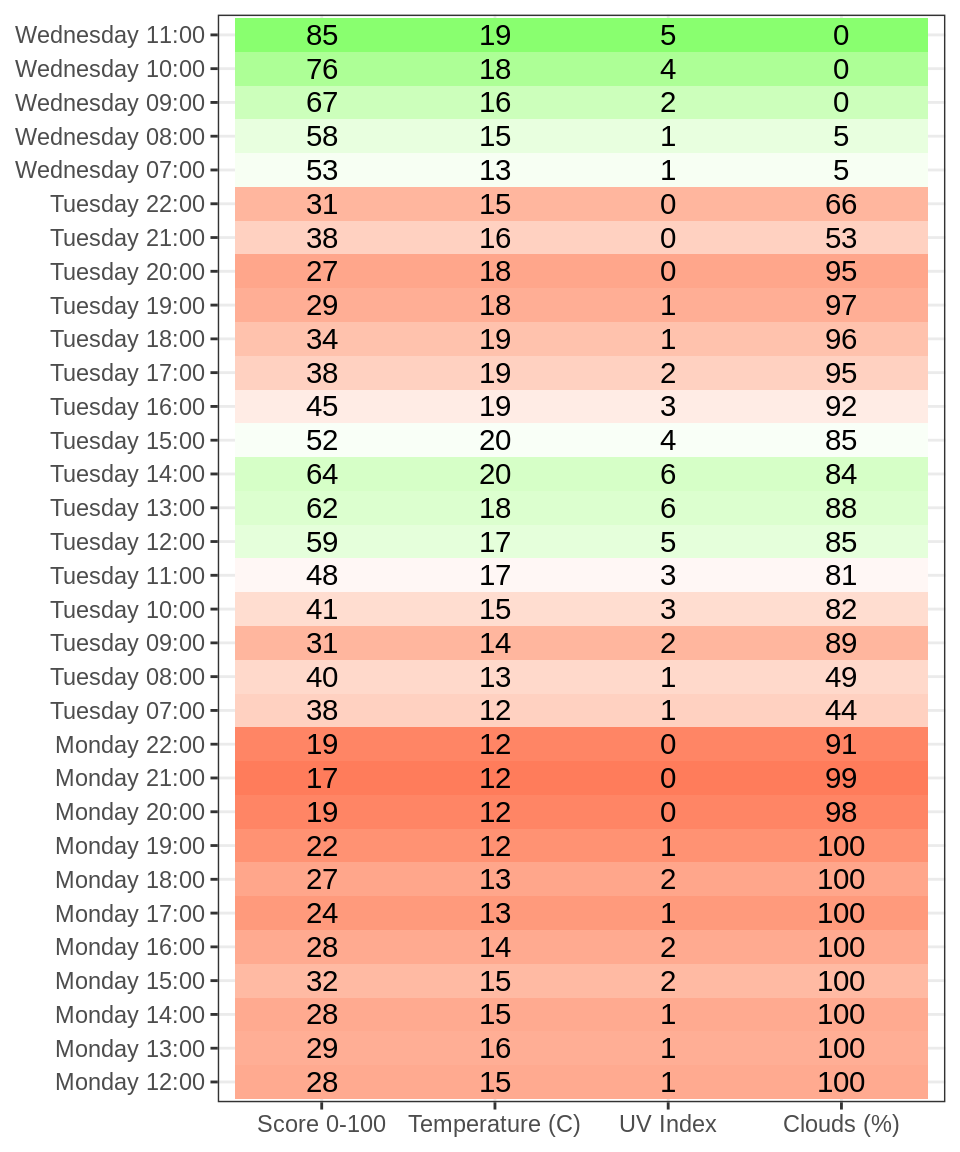 Wednesday 11:00 85 19 5 0
Wednesday 10:00 76 18 4 0
Wednesday 09:00 67 16 2 0
Wednesday 08:00 58 15 1 5
Wednesday 07:00 53 13 1 5
Tuesday 22:00 31 15 0 66
Tuesday 21:00 38 16 0 53
Tuesday 20:00 27 18 0 95
Tuesday 19:00 29 18 1 97
Tuesday 18:00 34 19 1 96
Tuesday 17:00 38 19 2 95
Tuesday 16:00 45 19 3 92
Tuesday 15:00 52 20 4 85
Tuesday 14:00 64 20 6 84
Tuesday 13:00 62 18 6 88
Tuesday 12:00 59 17 5 85
Tuesday 11:00 48 17 3 81
Tuesday 10:00 41 15 3 82
Tuesday 09:00 31 14 2 89
Tuesday 08:00 40 13 1 49
Tuesday 07:00 38 12 1 44
Monday 22:00 19 12 0 91
Monday 21:00 17 12 0 99
Monday 20:00 19 12 0 98
Monday 19:00 22 12 1 100
Monday 18:00 27 13 2 100
Monday 17:00 24 13 1 100
Monday 16:00 28 14 2 100
Monday 15:00 32 15 2 100
Monday 14:00 28 15 1 100
Monday 13:00 29 16 1 100
Monday 12:00 28 15 1 100
Score 0-100 Temperature (C) UV Index Clouds (%)